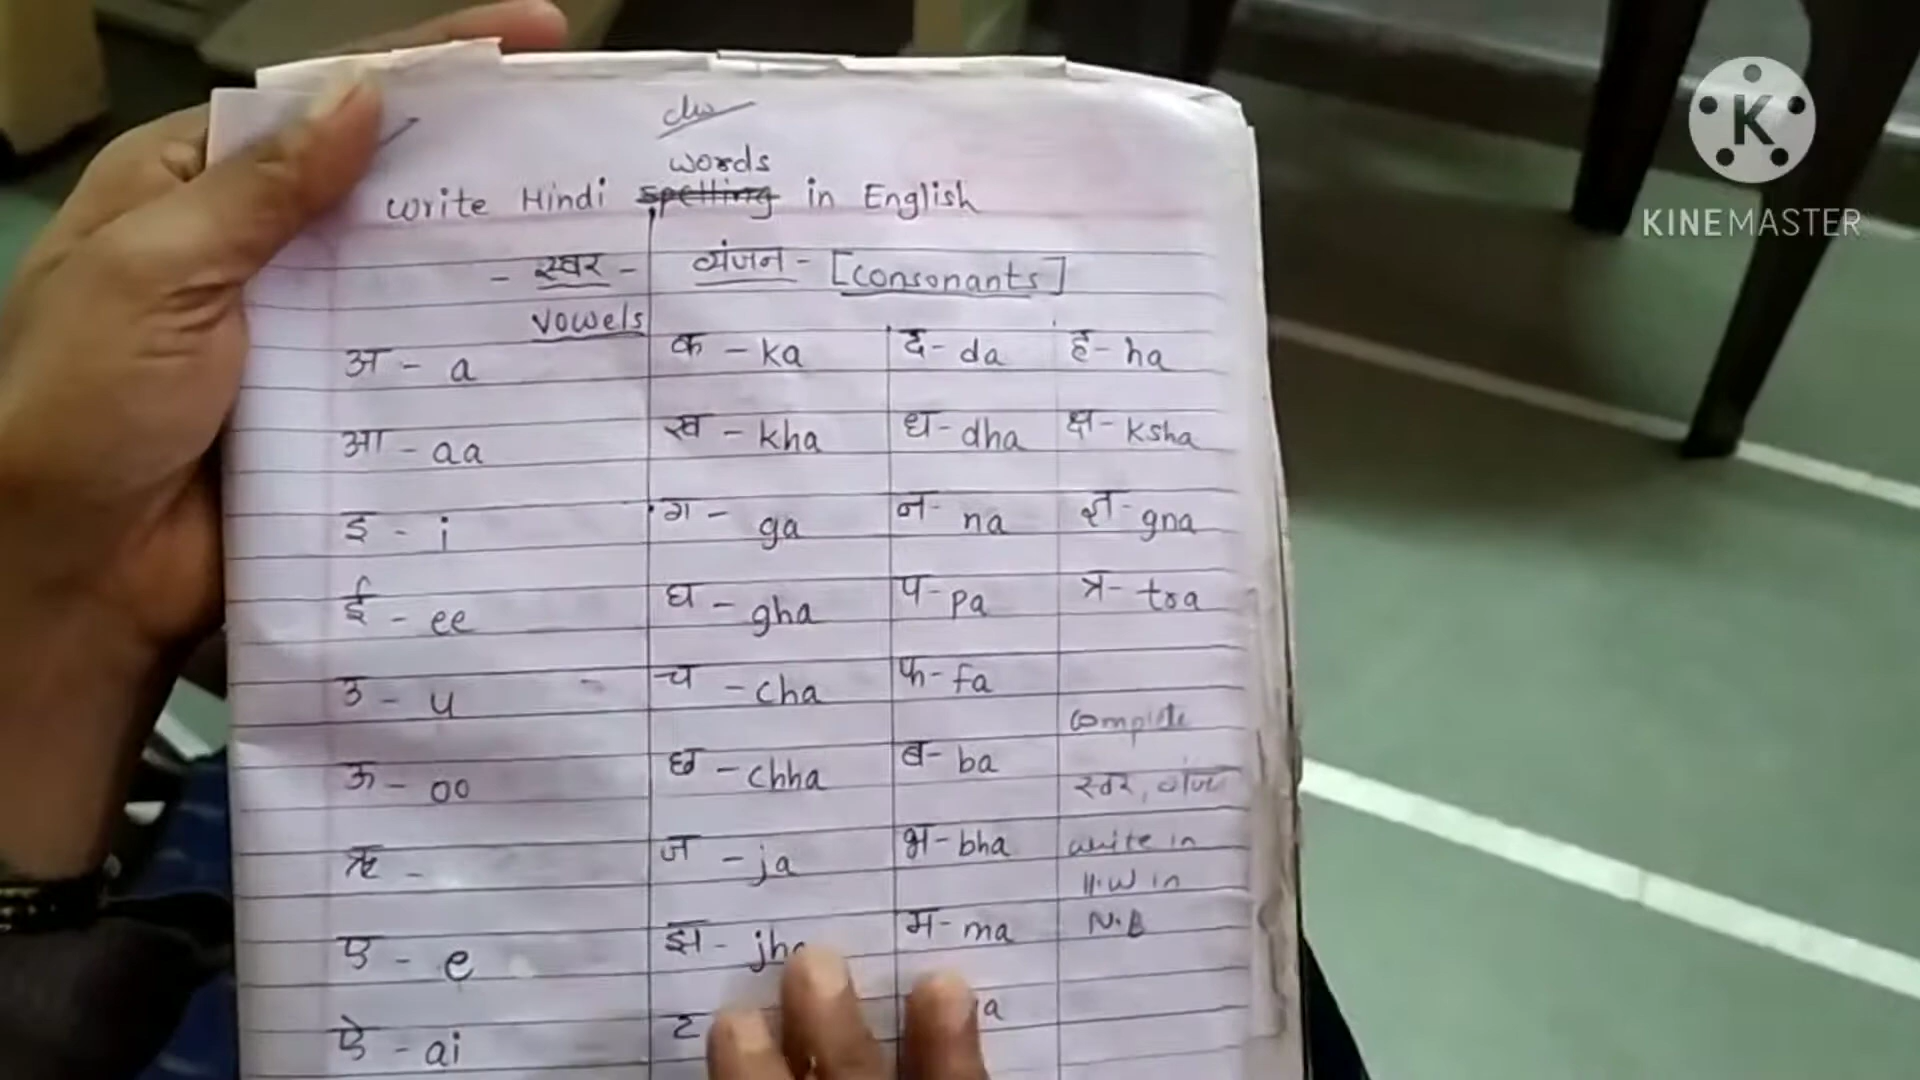 cw
words
write Hindi spelling in English
- स्वर - व्यंजन - [consonants]
vowels
अ - a क - ka द - da ह - ha
आ - aa ख - kha ध - dha क्ष - ksha
इ - i ग - ga न - na ज्ञ - gna
ई - ee घ - gha प - pa त्र - tra
उ - u च - cha फ - fa
complete
ऊ - oo छ - chha ब - ba
स्वर,
ऋ - ज - ja भ - bha write in
H.W in
ए - e झ - jha म - ma N.B
ऐ - ai ट
K
KINEMASTER